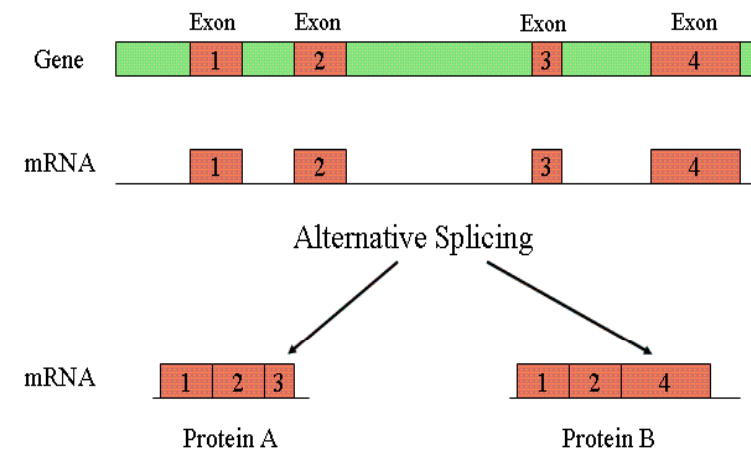 Exon Exon Exon Exon
Gene 1 2 3 4
mRNA 1 2 3 4
Alternative Splicing
mRNA 1 2 3 1 2 4
Protein A Protein B